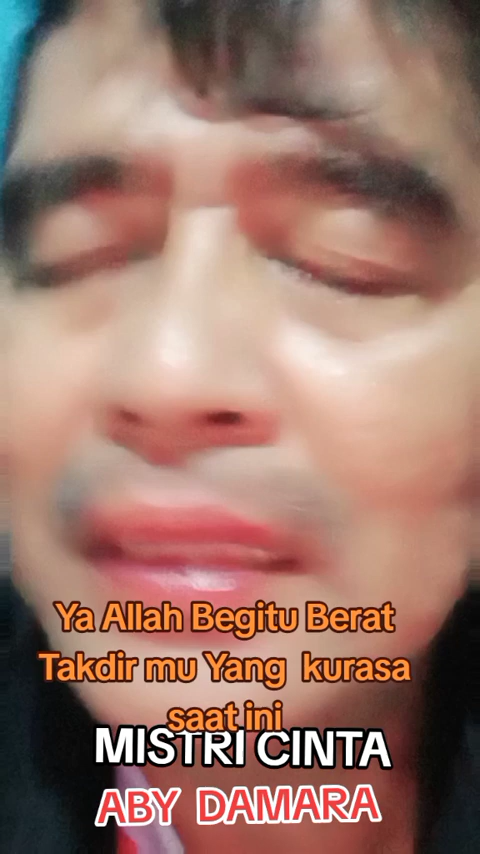 Ya Allah Begitu Berat
Takdir mu Yang kurasa
saat ini
MISTRI CINTA
ABY DAMARA